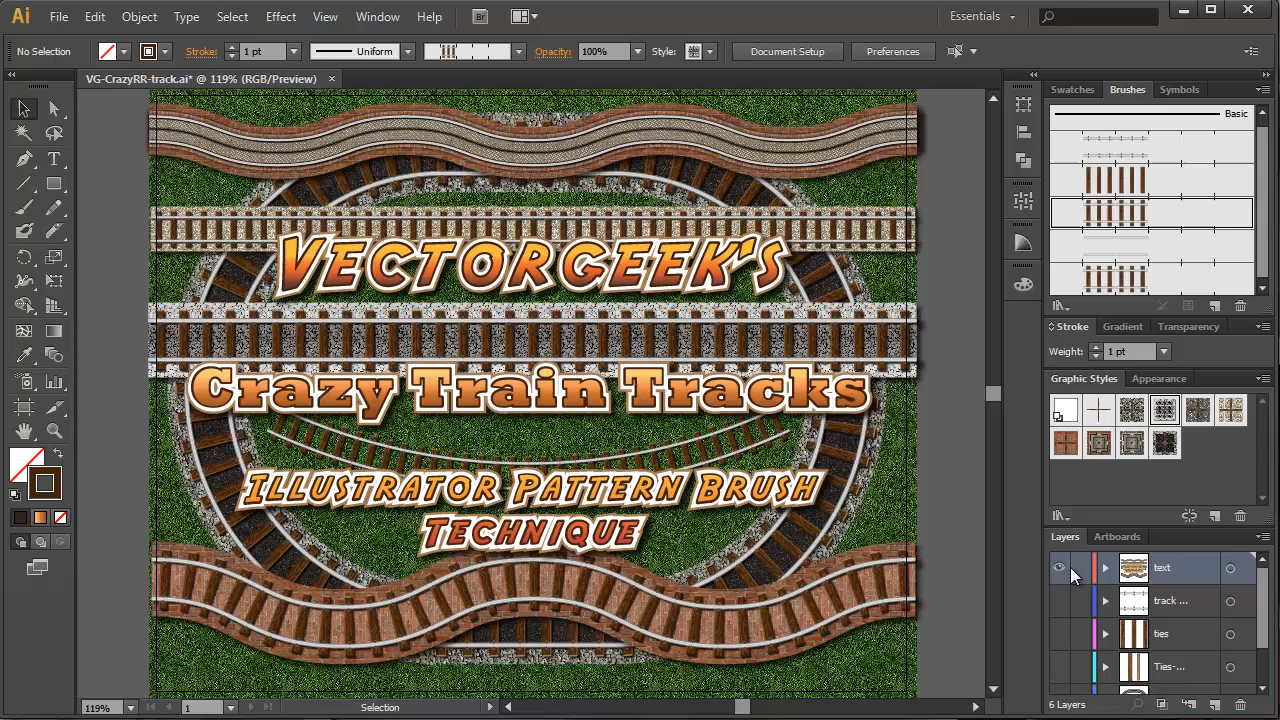 Ai File Edit Object Type Select Effect View Window Help Br Essentials
No Selection Stroke: 1 pt Uniform Opacity: 100% Style: Document Setup Preferences
VG-CrazyRR-track.ai* @ 119% (RGB/Preview) ×
Swatches Brushes Symbols
Basic
VECTORGEEK'S
Crazy Train Tracks
ILLUSTRATOR PATTERN BRUSH
TECHNIQUE
Stroke Gradient Transparency
Weight: 1 pt
Graphic Styles Appearance
Layers Artboards
text
track ...
ties
Ties-...
6 Layers
119% 1 Selection